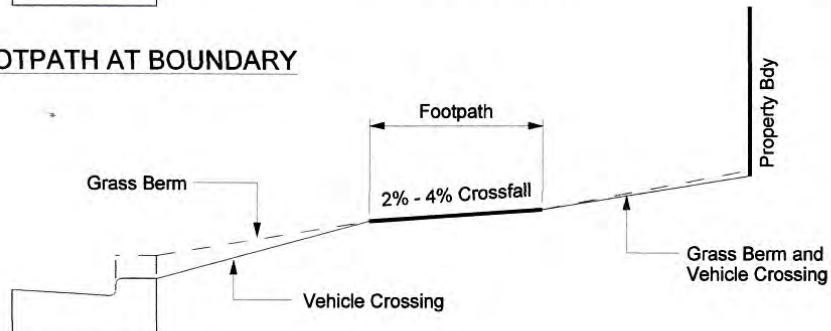 OTPATH AT BOUNDARY
Footpath
Property Bdy
Grass Berm
2% - 4% Crossfall
Grass Berm and
Vehicle Crossing
Vehicle Crossing